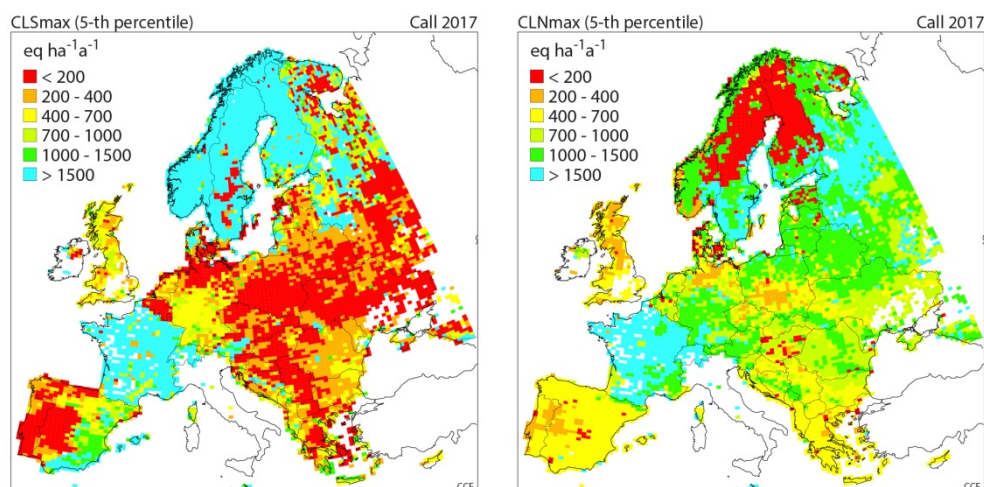 CLSmax (5-th percentile) Call 2017
eq ha⁻¹a⁻¹
< 200
200 - 400
400 - 700
700 - 1000
1000 - 1500
> 1500
CLNmax (5-th percentile) Call 2017
eq ha⁻¹a⁻¹
< 200
200 - 400
400 - 700
700 - 1000
1000 - 1500
> 1500